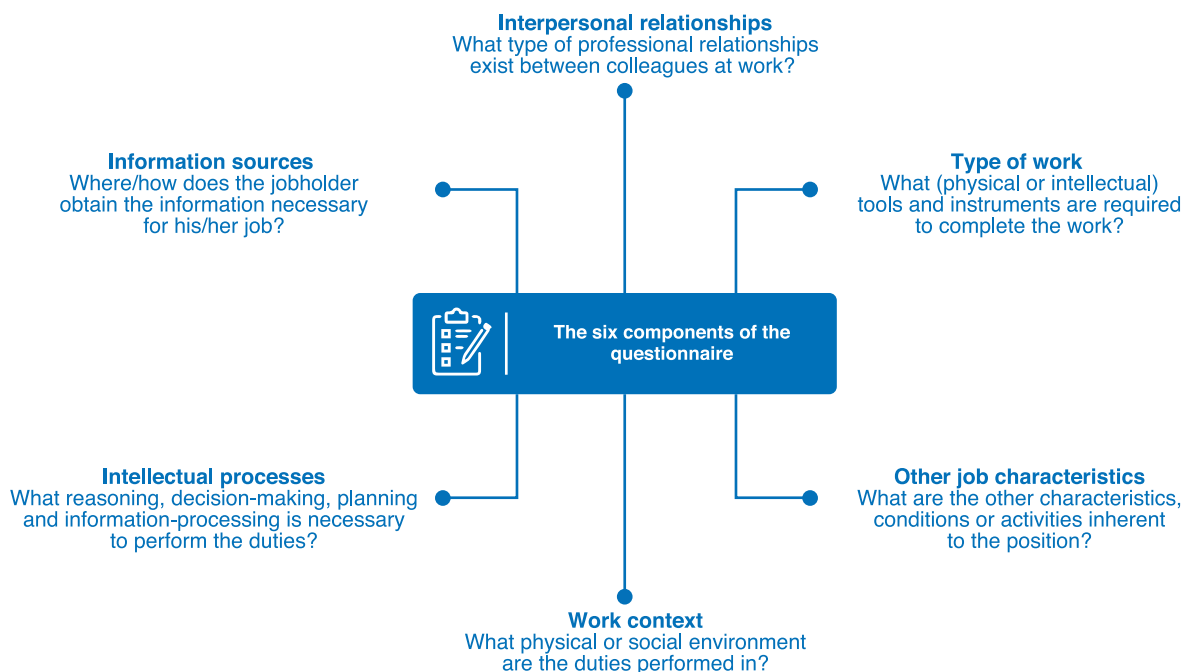 Interpersonal relationships
What type of professional relationships
exist between colleagues at work?
Information sources
Where/how does the jobholder
obtain the information necessary
for his/her job?
Type of work
What (physical or intellectual)
tools and instruments are required
to complete the work?
The six components of the
questionnaire
Intellectual processes
What reasoning, decision-making, planning
and information-processing is necessary
to perform the duties?
Other job characteristics
What are the other characteristics,
conditions or activities inherent
to the position?
Work context
What physical or social environment
are the duties performed in?